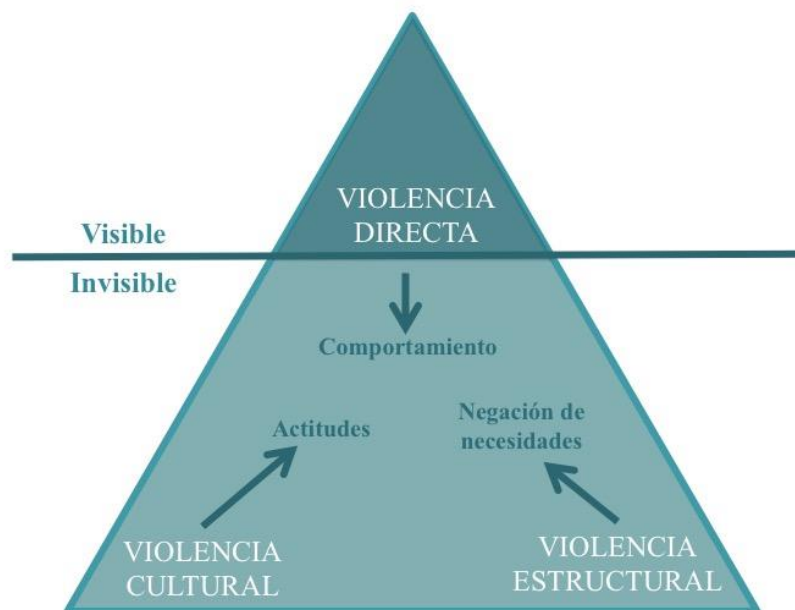 VIOLENCIA
DIRECTA
Visible
Invisible
Comportamiento
Actitudes
Negación de
necesidades
VIOLENCIA
CULTURAL
VIOLENCIA
ESTRUCTURAL